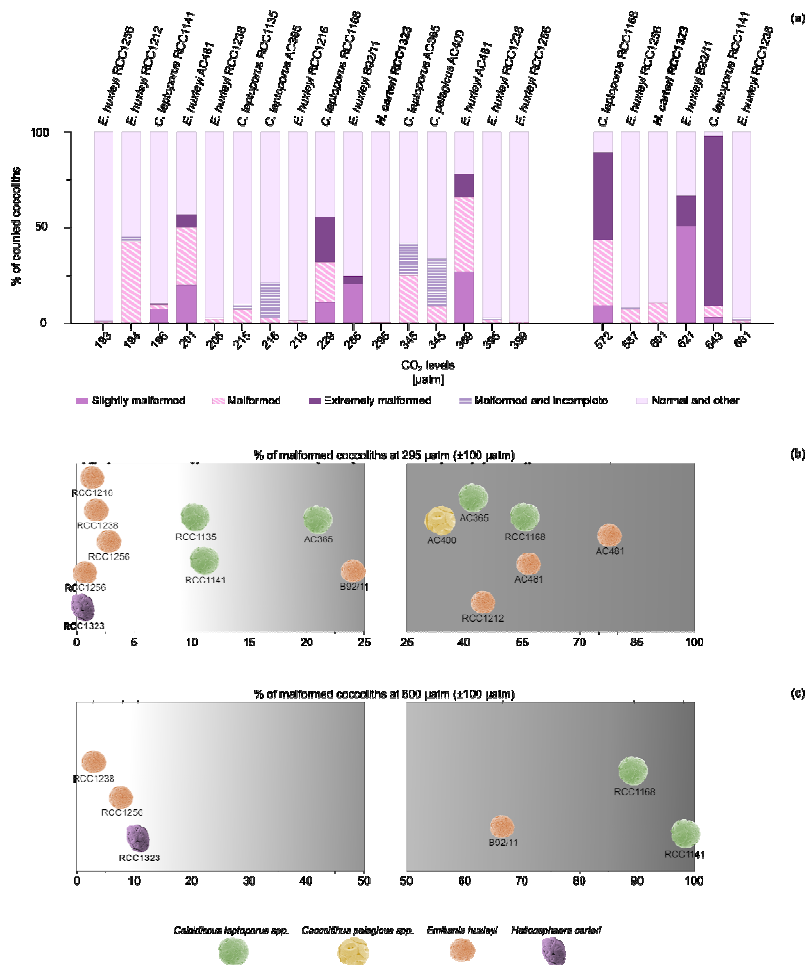 (a)
E. huxleyi RCC1256
E. huxleyi RCC1212
C. leptoporus RCC1141
E. huxleyi AC481
E. huxleyi RCC1238
C. leptoporus RCC1135
C. leptoporus AC365
E. huxleyi RCC1216
C. leptoporus RCC1168
E. huxleyi B92/11
H. carteri RCC1323
C. leptoporus AC365
C. pelagicus AC400
E. huxleyi AC481
E. huxleyi RCC1238
E. huxleyi RCC1256
C. leptoporus RCC1168
E. huxleyi RCC1256
H. carteri RCC1323
E. huxleyi B92/11
C. leptoporus RCC1141
E. huxleyi RCC1238
% of counted coccoliths
100
50
0
193 194 196 201 206 215 216 218 229 295 345 345 572 587 601 621 643
CO₂ levels
[µatm]
Slightly malformed Malformed Extremely malformed Malformed and incomplete Normal and other
% of malformed coccoliths at 295 µatm (±100 µatm)
(b)
RCC1216
RCC1238
RCC1256
RCC1256
RCC1323
RCC1135
RCC1141
AC365
B92/11
AC400
AC365
RCC1168
AC481
AC481
RCC1212
0 5 10 15 20 25 25 40 55 70 85 100
% of malformed coccoliths at 600 µatm (±100 µatm)
(c)
RCC1238
RCC1256
RCC1323
B92/11
RCC1168
RCC1141
0 10 20 30 40 50 50 60 70 80 90 100
Calcidiscus leptoporus spp. Coccolithus pelagicus spp. Emiliania huxleyi Helicosphaera carteri